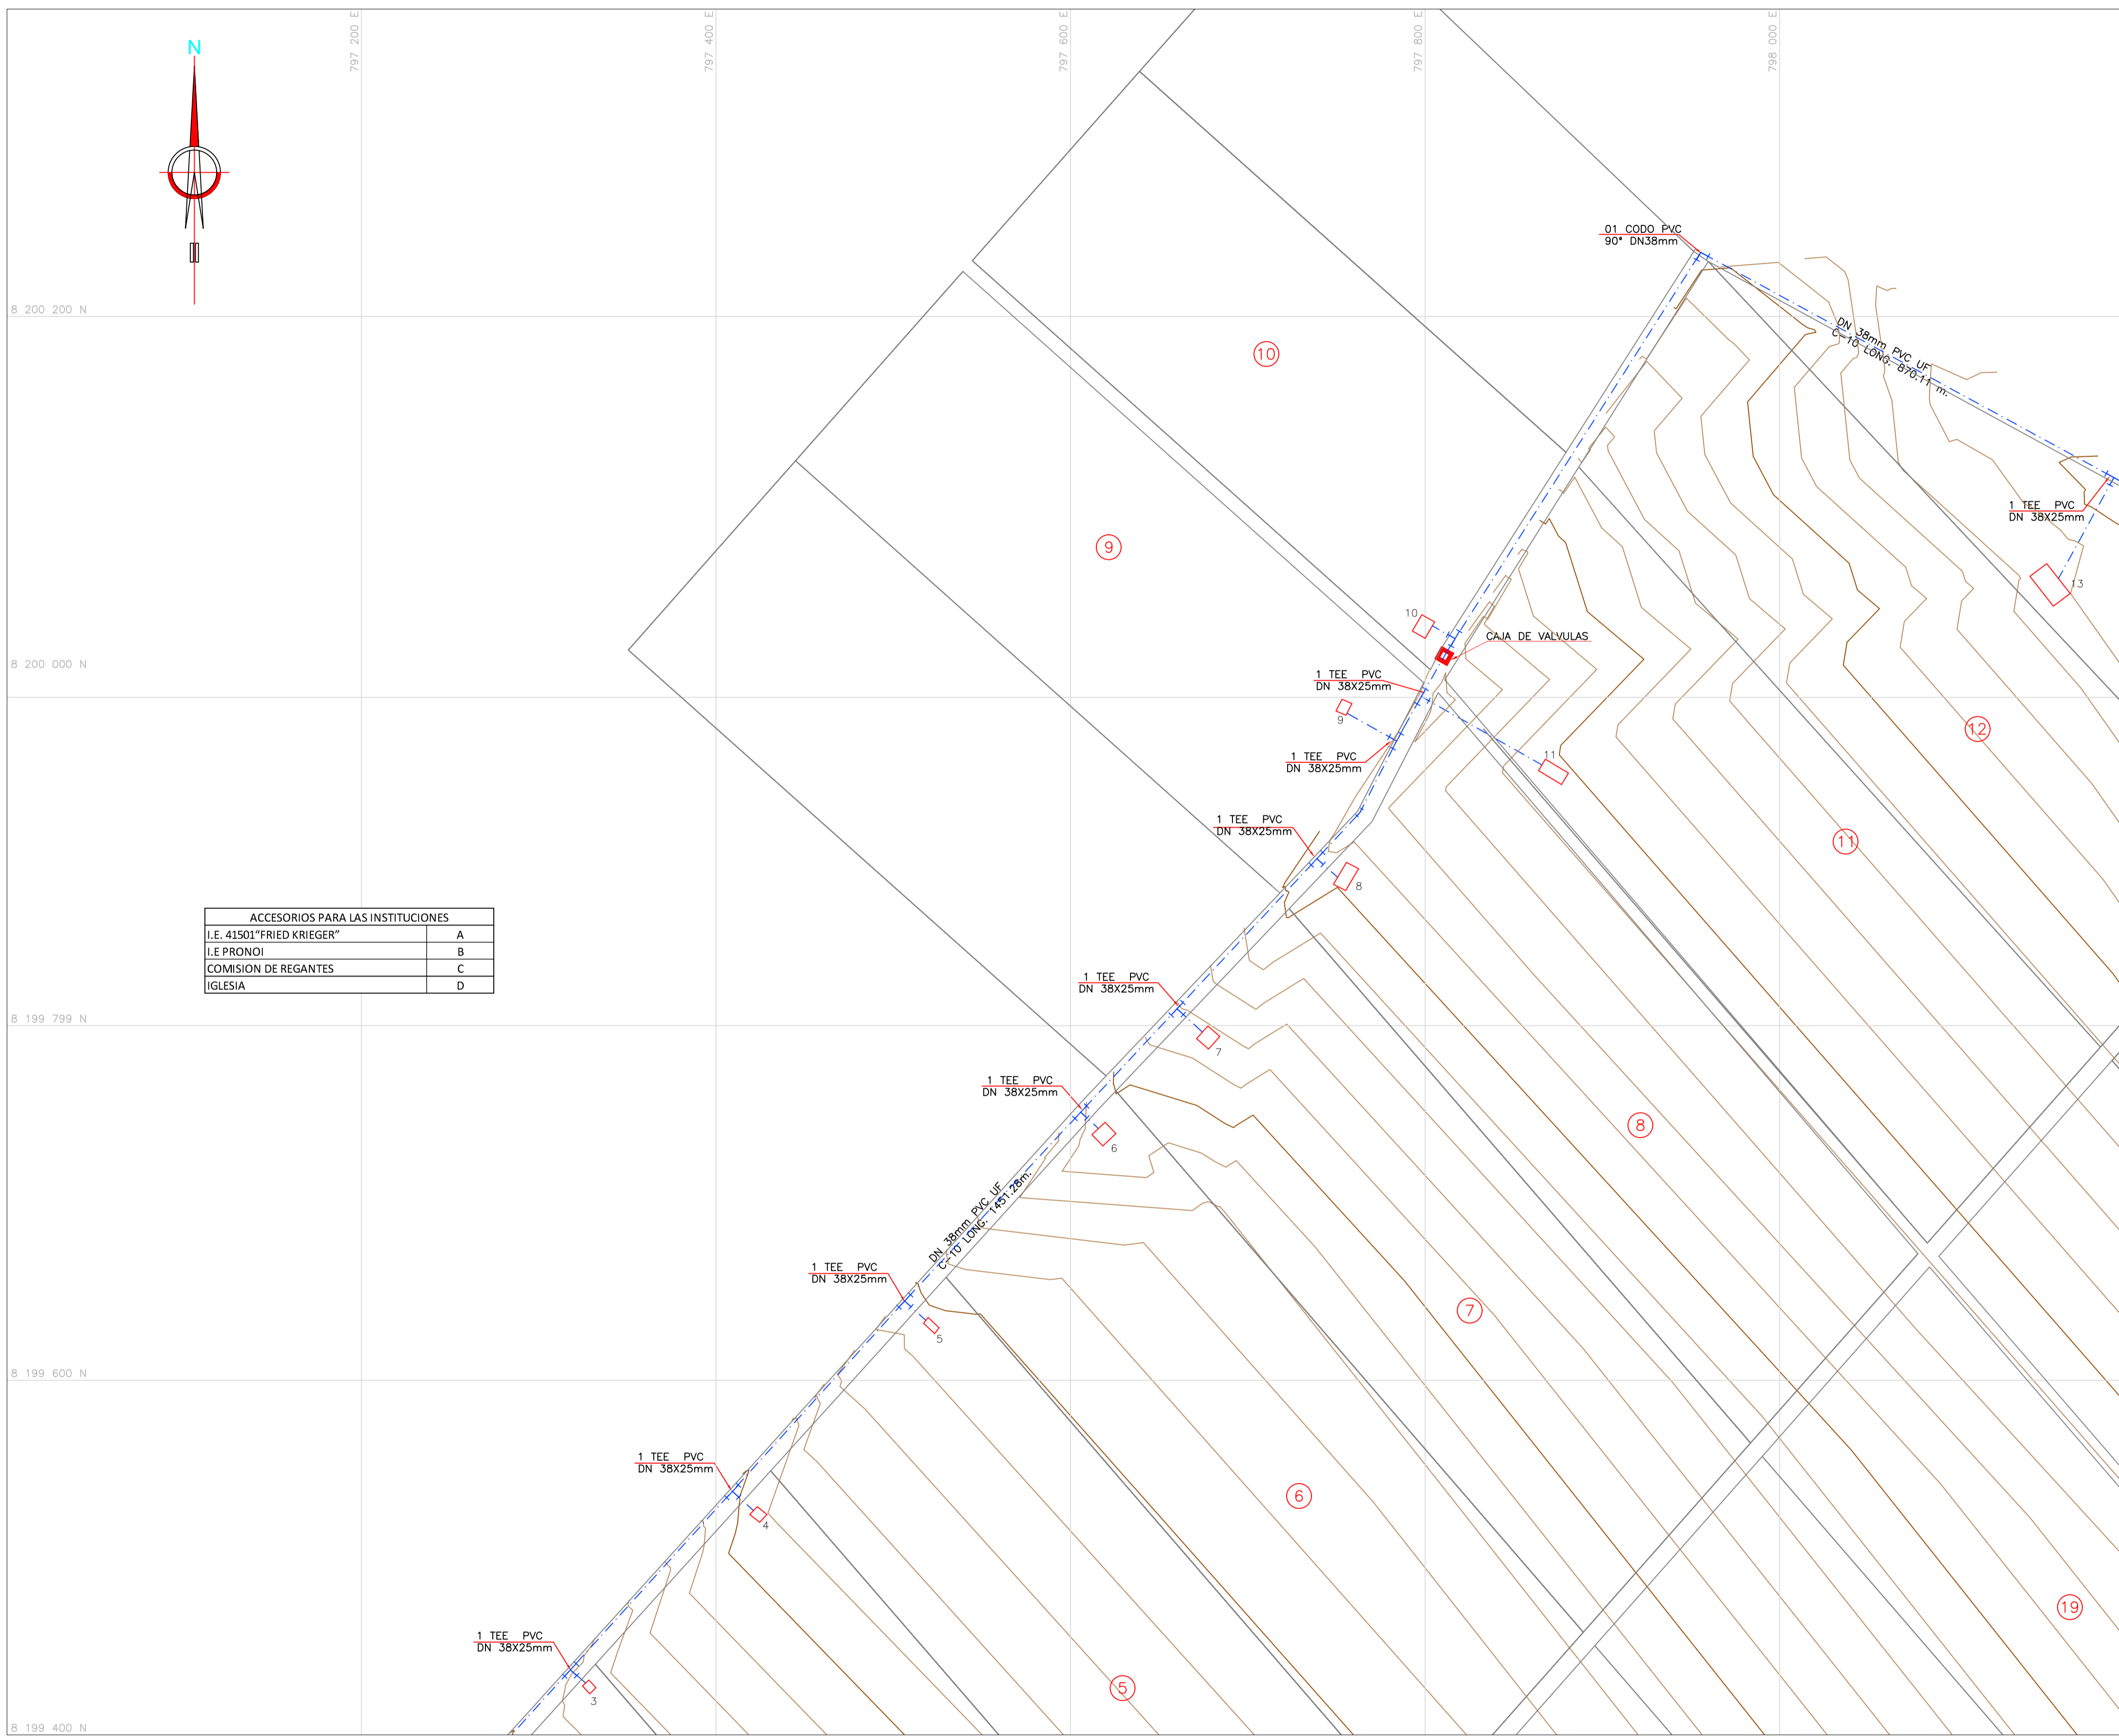 797 200 E
797 400 E
797 600 E
797 800 E
798 000 E
N
01 CODO PVC
90° DN38mm
8 200 200 N
DN 38mm PVC UF
C-10 LONG. 870.11 m.
10
1 TEE PVC
DN 38X25mm
9
13
10
CAJA DE VALVULAS
8 200 000 N
1 TEE PVC
DN 38X25mm
9
12
1 TEE PVC
DN 38X25mm
11
1 TEE PVC
DN 38X25mm
11
8
ACCESORIOS PARA LAS INSTITUCIONES
I.E. 41501"FRIED KRIEGER" A
I.E PRONOI B
COMISION DE REGANTES C
IGLESIA D
1 TEE PVC
DN 38X25mm
8 199 799 N
7
1 TEE PVC
DN 38X25mm
8
6
DN 38mm PVC UF
C-10 LONG. 1451.28m.
1 TEE PVC
DN 38X25mm
7
5
8 199 600 N
1 TEE PVC
DN 38X25mm
6
4
19
1 TEE PVC
DN 38X25mm
5
3
8 199 400 N